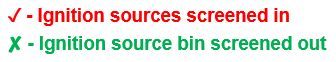 ✓ - Ignition sources screened in
✘ - Ignition source bin screened out